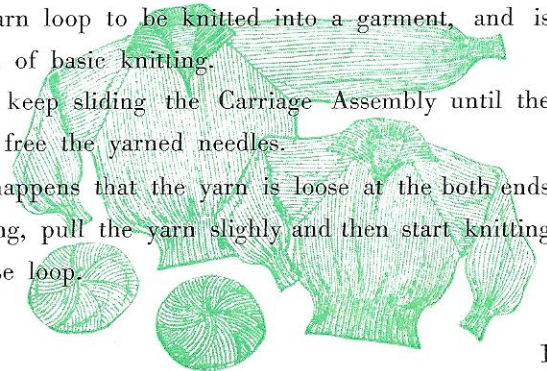 arn loop to be knitted into a garment, and is
of basic knitting.
keep sliding the Carriage Assembly until the
free the yarned needles.
happens that the yarn is loose at the both ends
ng, pull the yarn slighly and then start knitting
se loop.